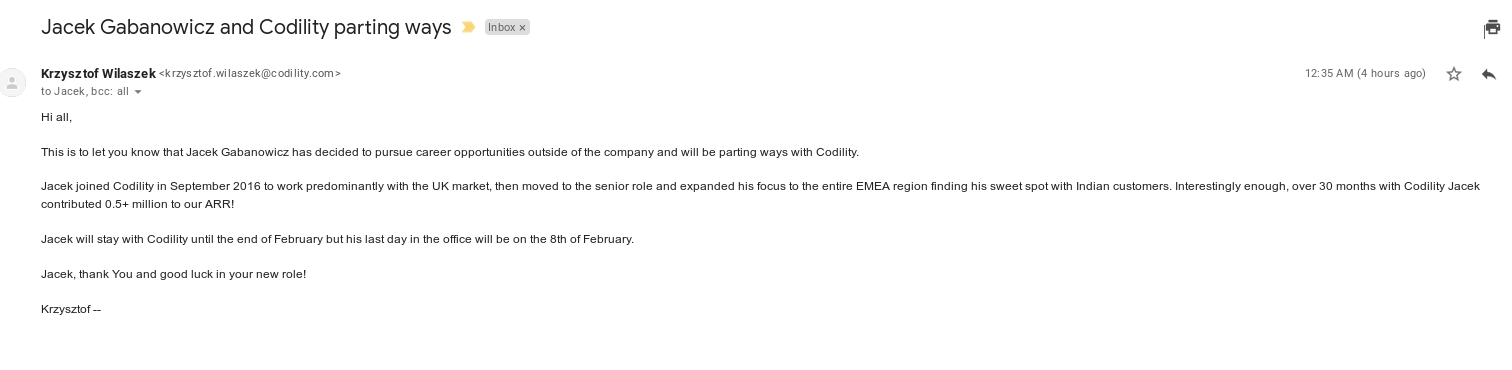 Jacek Gabanowicz and Codility parting ways Inbox ×
Krzysztof Wilaszek <krzysztof.wilaszek@codility.com> 12:35 AM (4 hours ago)
to Jacek, bcc: all
Hi all,
This is to let you know that Jacek Gabanowicz has decided to pursue career opportunities outside of the company and will be parting ways with Codility.
Jacek joined Codility in September 2016 to work predominantly with the UK market, then moved to the senior role and expanded his focus to the entire EMEA region finding his sweet spot with Indian customers. Interestingly enough, over 30 months with Codility Jacek
contributed 0.5+ million to our ARR!
Jacek will stay with Codility until the end of February but his last day in the office will be on the 8th of February.
Jacek, thank You and good luck in your new role!
Krzysztof --